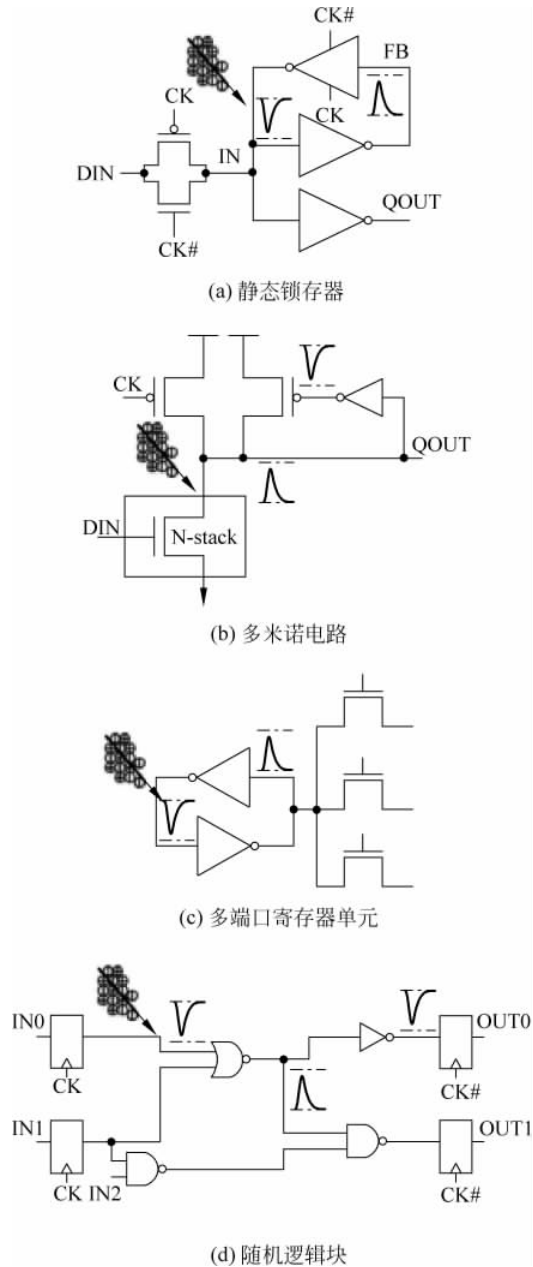 CK#
FB
CK
CK
IN
DIN
QOUT
CK#
(a) 静态锁存器
CK
QOUT
DIN
N-stack
(b) 多米诺电路
(c) 多端口寄存器单元
IN0
OUT0
CK
CK#
IN1
OUT1
CK
IN2
CK#
(d) 随机逻辑块